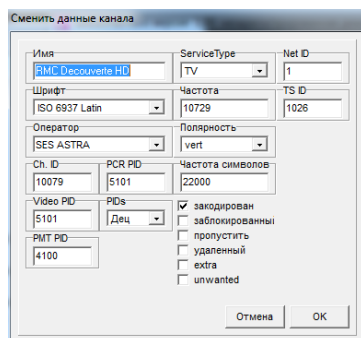 Сменить данные канала
Имя ServiceType Net ID
RMC Decouverte HD TV 1
Шрифт Частота TS ID
ISO 6937 Latin 10729 1026
Оператор Полярность
SES ASTRA vert
Ch. ID PCR PID Частота символов
10079 5101 22000
Video PID PIDs
5101 Дец
закодирован
заблокированны
PMT PID
4100
пропустить
удаленный
extra
unwanted
Отмена OK